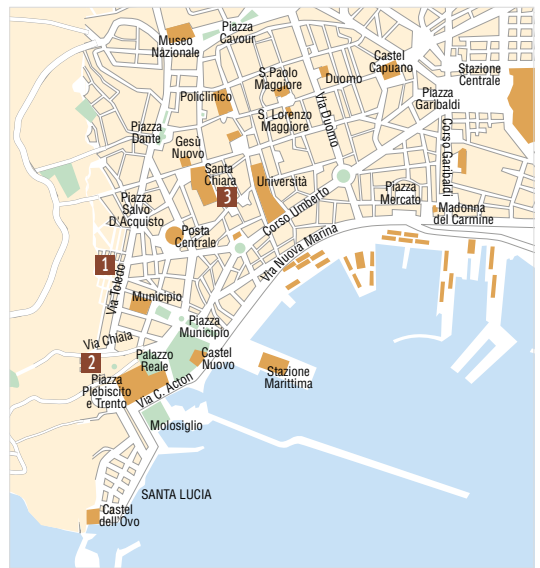 Piazza
Cavour
Museo
Nazionale
Castel
Capuano
Stazione
Centrale
S.Paolo
Maggiore
Duomo
Policlinico
Via Duomo
Piazza
Garibaldi
S. Lorenzo
Maggiore
Piazza
Dante
Gesù
Nuovo
Corso Garibaldi
Santa
Chiara
3
Università
Piazza
Mercato
Piazza
Salvo
D'Acquisto
Corso Umberto
Madonna
del Carmine
Posta
Centrale
Via Nuova Marina
1
Via Toledo
Municipio
Piazza
Municipio
Via Chiaia
2
Palazzo
Reale
Castel
Nuovo
Stazione
Marittima
Piazza
Plebiscito
e Trento
Via C. Acton
Molosiglio
SANTA LUCIA
Castel
dell'Ovo